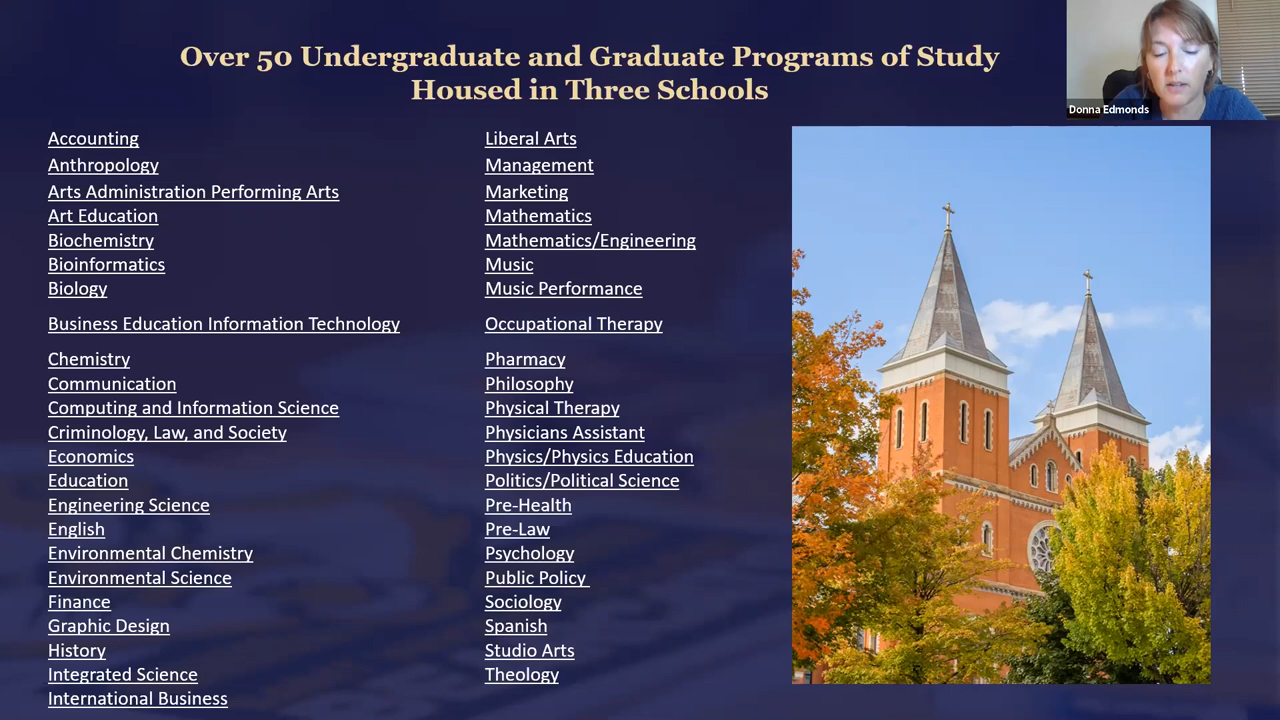 Over 50 Undergraduate and Graduate Programs of Study
Housed in Three Schools
Donna Edmonds
Accounting
Anthropology
Arts Administration Performing Arts
Art Education
Biochemistry
Bioinformatics
Biology
Business Education Information Technology
Chemistry
Communication
Computing and Information Science
Criminology, Law, and Society
Economics
Education
Engineering Science
English
Environmental Chemistry
Environmental Science
Finance
Graphic Design
History
Integrated Science
International Business
Liberal Arts
Management
Marketing
Mathematics
Mathematics/Engineering
Music
Music Performance
Occupational Therapy
Pharmacy
Philosophy
Physical Therapy
Physicians Assistant
Physics/Physics Education
Politics/Political Science
Pre-Health
Pre-Law
Psychology
Public Policy
Sociology
Spanish
Studio Arts
Theology